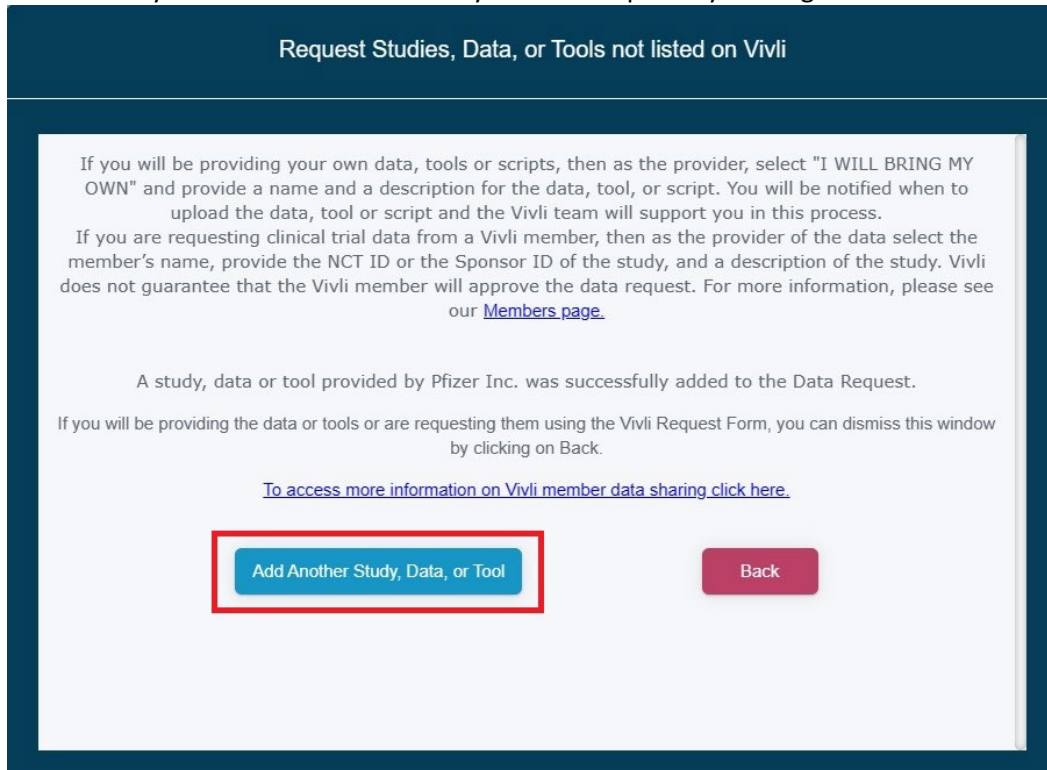 Request Studies, Data, or Tools not listed on Vivli
If you will be providing your own data, tools or scripts, then as the provider, select "I WILL BRING MY
OWN" and provide a name and a description for the data, tool, or script. You will be notified when to
upload the data, tool or script and the Vivli team will support you in this process.
If you are requesting clinical trial data from a Vivli member, then as the provider of the data select the
member's name, provide the NCT ID or the Sponsor ID of the study, and a description of the study. Vivli
does not guarantee that the Vivli member will approve the data request. For more information, please see
our Members page.
A study, data or tool provided by Pfizer Inc. was successfully added to the Data Request.
If you will be providing the data or tools or are requesting them using the Vivli Request Form, you can dismiss this window
by clicking on Back.
To access more information on Vivli member data sharing click here.
Add Another Study, Data, or Tool
Back